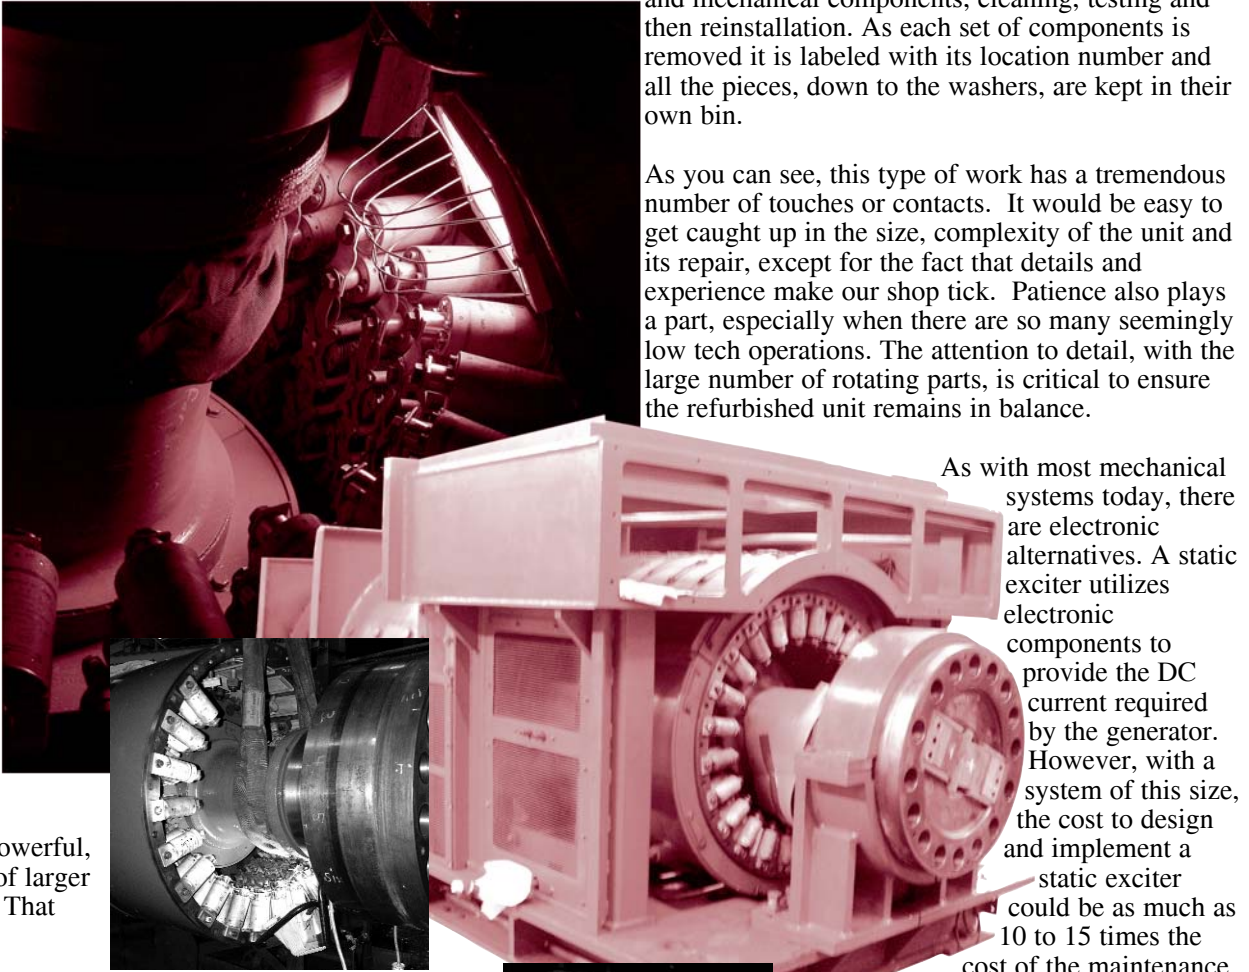 and mechanical components, cleaning, testing and
then reinstallation. As each set of components is
removed it is labeled with its location number and
all the pieces, down to the washers, are kept in their
own bin.
As you can see, this type of work has a tremendous
number of touches or contacts.  It would be easy to
get caught up in the size, complexity of the unit and
its repair, except for the fact that details and
experience make our shop tick.  Patience also plays
a part, especially when there are so many seemingly
low tech operations. The attention to detail, with the
large number of rotating parts, is critical to ensure
the refurbished unit remains in balance.
As with most mechanical
systems today, there
are electronic
alternatives. A static
exciter utilizes
electronic
components to
provide the DC
current required
by the generator.
However, with a
system of this size,
the cost to design
and implement a
static exciter
could be as much as
10 to 15 times the
cost of the maintenance
owerful,
of larger
That